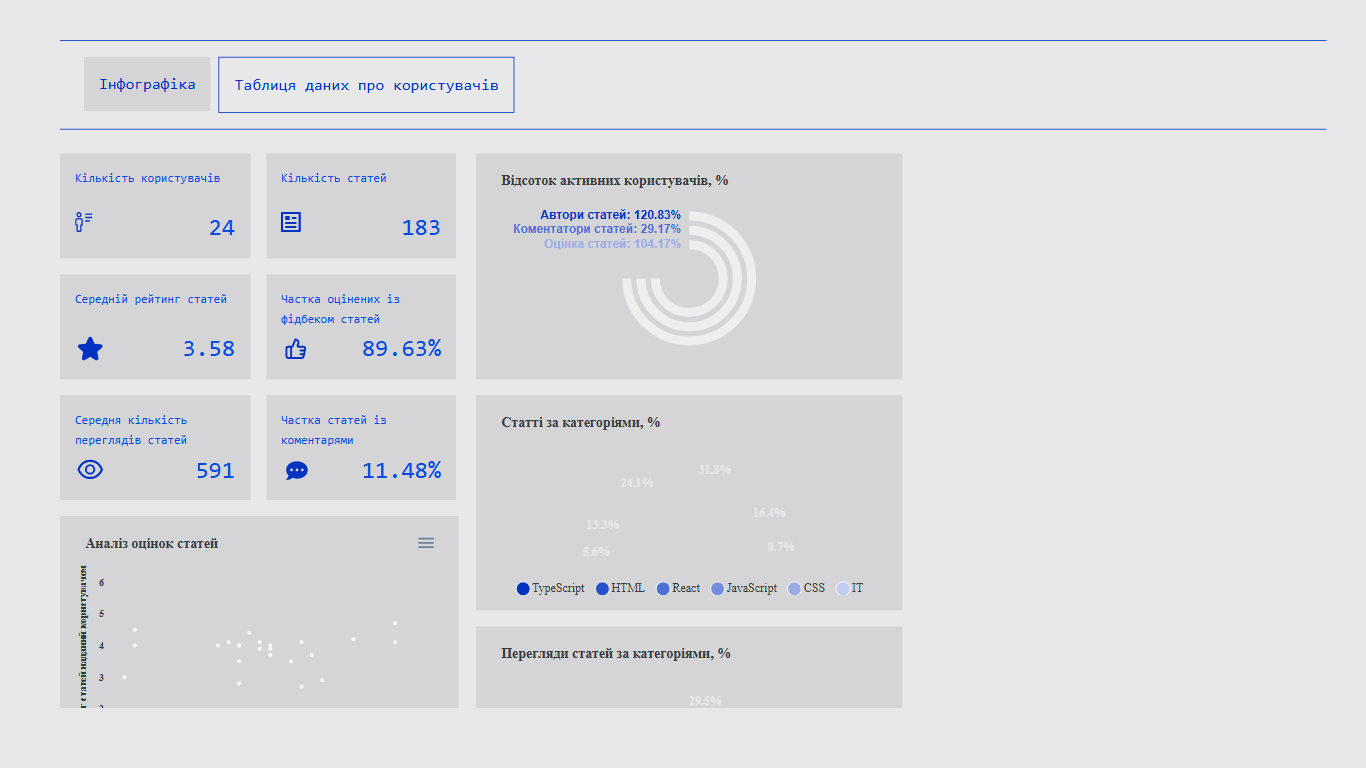 Інфографіка
Таблиця даних про користувачів
Кількість користувачів
24
Кількість статей
183
Середній рейтинг статей
3.58
Частка оцінених із
фідбеком статей
89.63%
Середня кількість
переглядів статей
591
Частка статей із
коментарями
11.48%
Аналіз оцінок статей
статей наданий користувачем
6
5
4
3
Відсоток активних користувачів, %
Автори статей: 120.83%
Коментатори статей: 29.17%
Оцінка статей: 104.17%
Статті за категоріями, %
31.8%
24.1%
16.4%
13.3%
8.7%
5.6%
TypeScript HTML React JavaScript CSS IT
Перегляди статей за категоріями, %
29.5%